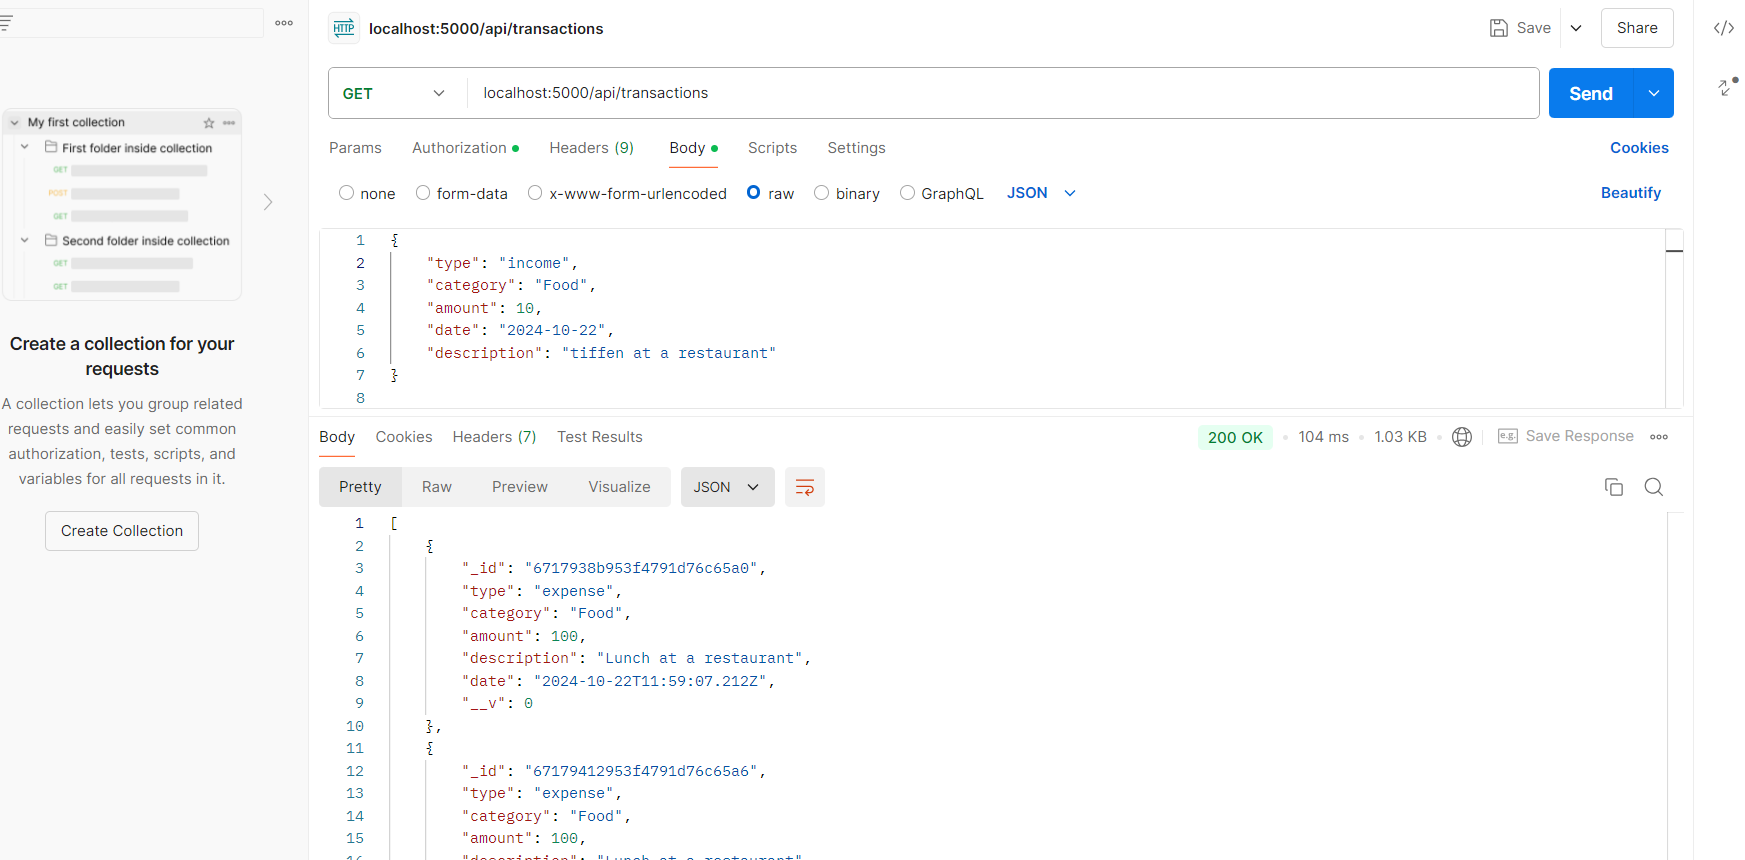 HTTP localhost:5000/api/transactions
Save
Share
GET localhost:5000/api/transactions
Send
Params Authorization Headers (9) Body Scripts Settings Cookies
none form-data x-www-form-urlencoded raw binary GraphQL JSON Beautify
My first collection
First folder inside collection
GET
POST
GET
Second folder inside collection
GET
GET
Create a collection for your
requests
A collection lets you group related
requests and easily set common
authorization, tests, scripts, and
variables for all requests in it.
Create Collection
1 {
2 "type": "income",
3 "category": "Food",
4 "amount": 10,
5 "date": "2024-10-22",
6 "description": "tiffen at a restaurant"
7 }
8
Body Cookies Headers (7) Test Results 200 OK 104 ms 1.03 KB e.g. Save Response
Pretty Raw Preview Visualize JSON
1 [
2 {
3 "_id": "6717938b953f4791d76c65a0",
4 "type": "expense",
5 "category": "Food",
6 "amount": 100,
7 "description": "Lunch at a restaurant",
8 "date": "2024-10-22T11:59:07.212Z",
9 "__v": 0
10 },
11 {
12 "_id": "67179412953f4791d76c65a6",
13 "type": "expense",
14 "category": "Food",
15 "amount": 100,
16 "description": "Lunch at a restaurant"